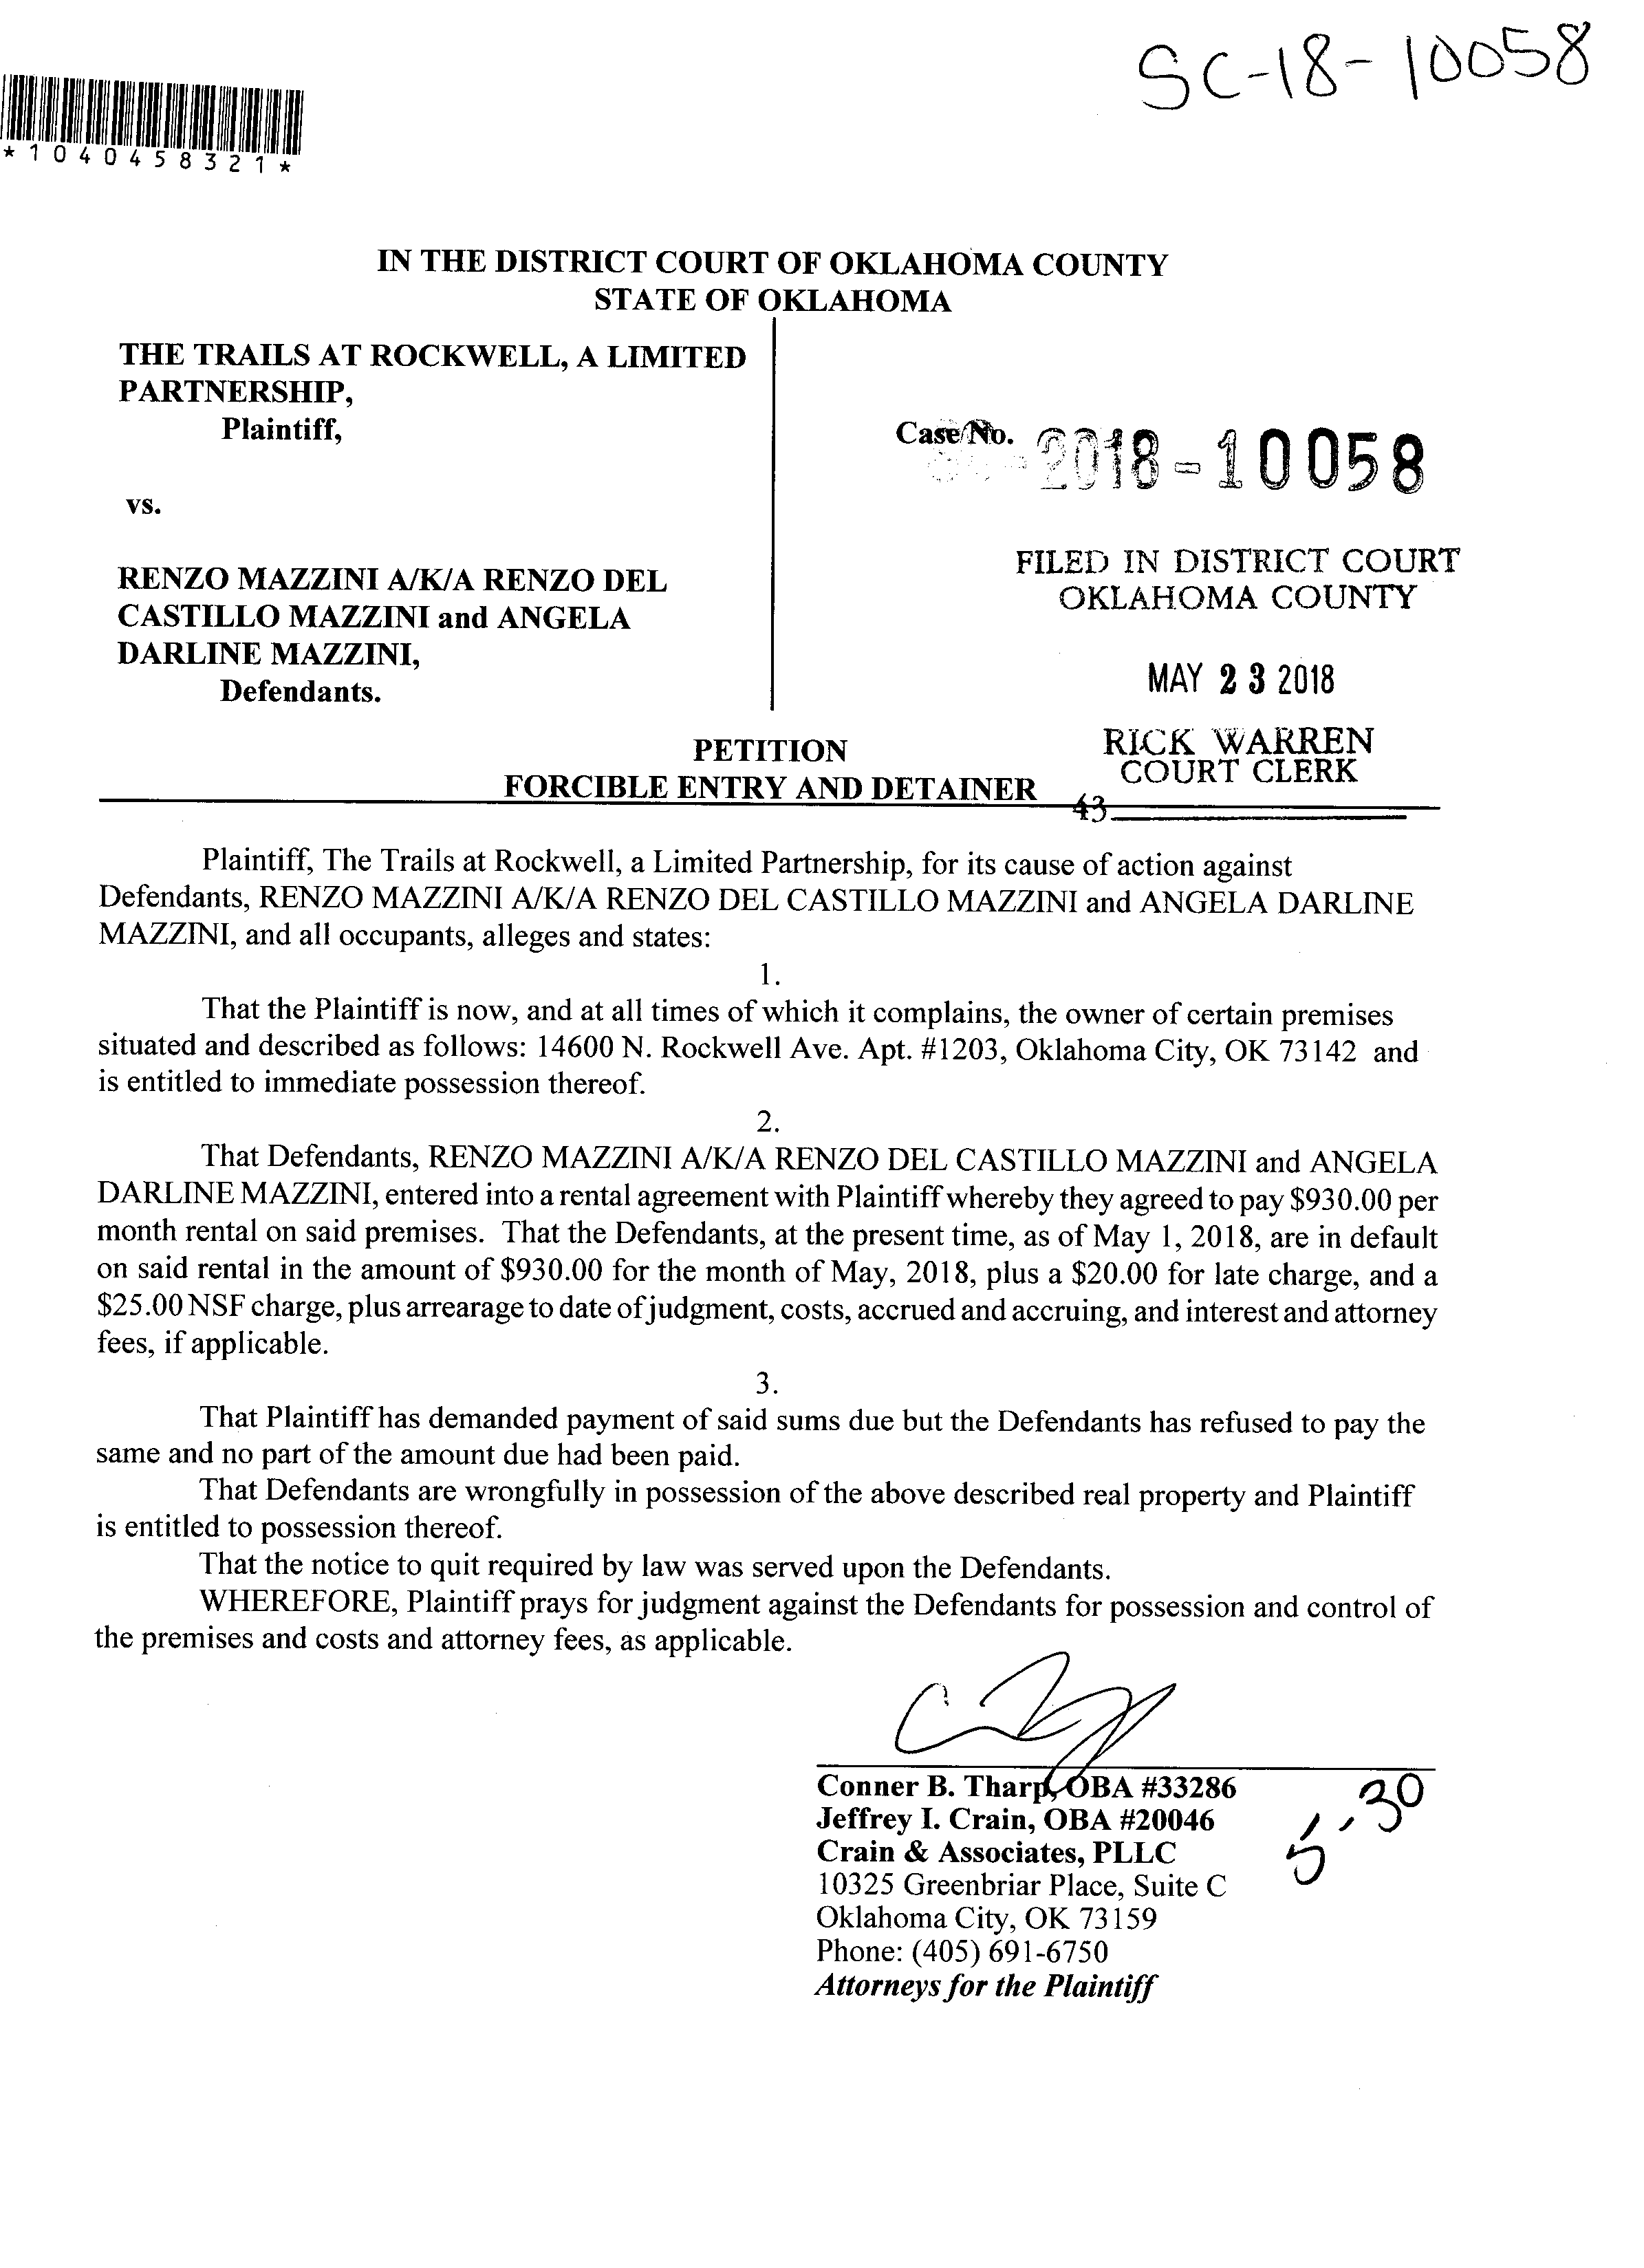 SC-18-10058
*1040458321*
IN THE DISTRICT COURT OF OKLAHOMA COUNTY
STATE OF OKLAHOMA
THE TRAILS AT ROCKWELL, A LIMITED
PARTNERSHIP,
Plaintiff,
vs.
RENZO MAZZINI A/K/A RENZO DEL
CASTILLO MAZZINI and ANGELA
DARLINE MAZZINI,
Defendants.
Case No.
2018-10058
FILED IN DISTRICT COURT
OKLAHOMA COUNTY
MAY 23 2018
RICK WARREN
COURT CLERK
43
PETITION
FORCIBLE ENTRY AND DETAINER
Plaintiff, The Trails at Rockwell, a Limited Partnership, for its cause of action against
Defendants, RENZO MAZZINI A/K/A RENZO DEL CASTILLO MAZZINI and ANGELA DARLINE
MAZZINI, and all occupants, alleges and states:
1.
That the Plaintiff is now, and at all times of which it complains, the owner of certain premises
situated and described as follows: 14600 N. Rockwell Ave. Apt. #1203, Oklahoma City, OK 73142 and
is entitled to immediate possession thereof.
2.
That Defendants, RENZO MAZZINI A/K/A RENZO DEL CASTILLO MAZZINI and ANGELA
DARLINE MAZZINI, entered into a rental agreement with Plaintiff whereby they agreed to pay $930.00 per
month rental on said premises. That the Defendants, at the present time, as of May 1, 2018, are in default
on said rental in the amount of $930.00 for the month of May, 2018, plus a $20.00 for late charge, and a
$25.00 NSF charge, plus arrearage to date of judgment, costs, accrued and accruing, and interest and attorney
fees, if applicable.
3.
That Plaintiff has demanded payment of said sums due but the Defendants has refused to pay the
same and no part of the amount due had been paid.
That Defendants are wrongfully in possession of the above described real property and Plaintiff
is entitled to possession thereof.
That the notice to quit required by law was served upon the Defendants.
WHEREFORE, Plaintiff prays for judgment against the Defendants for possession and control of
the premises and costs and attorney fees, as applicable.
Conner B. Tharp, OBA #33286
Jeffrey I. Crain, OBA #20046
Crain & Associates, PLLC
10325 Greenbriar Place, Suite C
Oklahoma City, OK 73159
Phone: (405) 691-6750
Attorneys for the Plaintiff